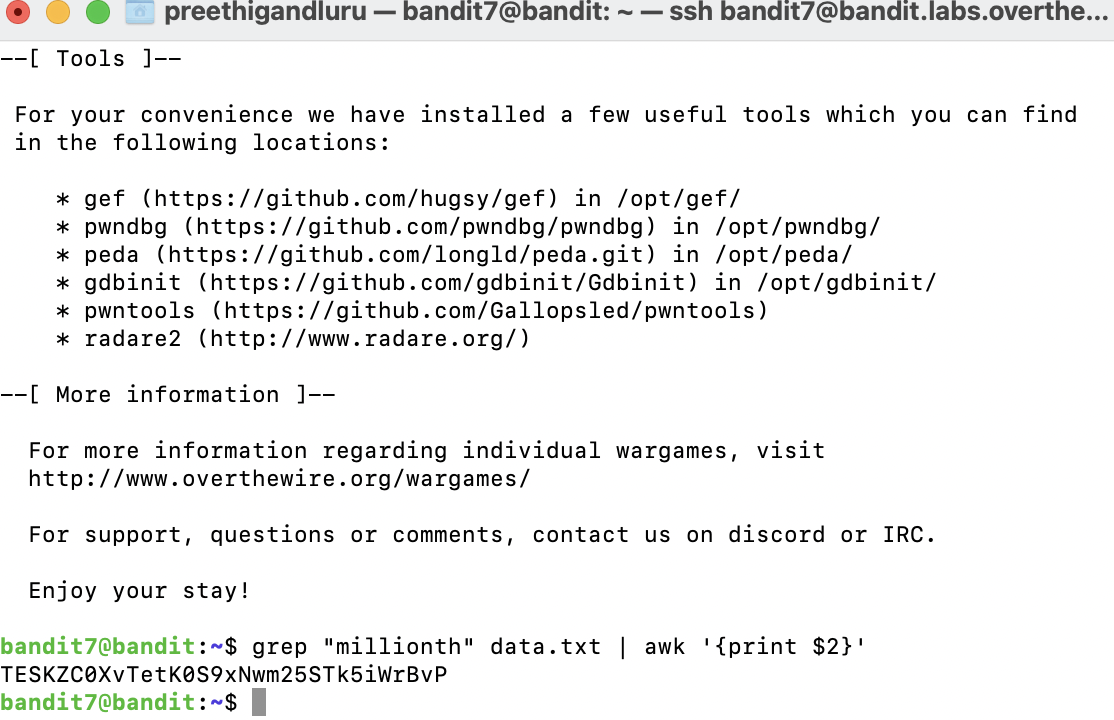 preethigandluru — bandit7@bandit: ~ — ssh bandit7@bandit.labs.overthe...
--[ Tools ]--
For your convenience we have installed a few useful tools which you can find
in the following locations:
* gef (https://github.com/hugsy/gef) in /opt/gef/
* pwndbg (https://github.com/pwndbg/pwndbg) in /opt/pwndbg/
* peda (https://github.com/longld/peda.git) in /opt/peda/
* gdbinit (https://github.com/gdbinit/Gdbinit) in /opt/gdbinit/
* pwntools (https://github.com/Gallopsled/pwntools)
* radare2 (http://www.radare.org/)
--[ More information ]--
For more information regarding individual wargames, visit
http://www.overthewire.org/wargames/
For support, questions or comments, contact us on discord or IRC.
Enjoy your stay!
bandit7@bandit:~$ grep "millionth" data.txt | awk '{print $2}'
TESKZC0XvTetK0S9xNwm25STk5iWrBvP
bandit7@bandit:~$